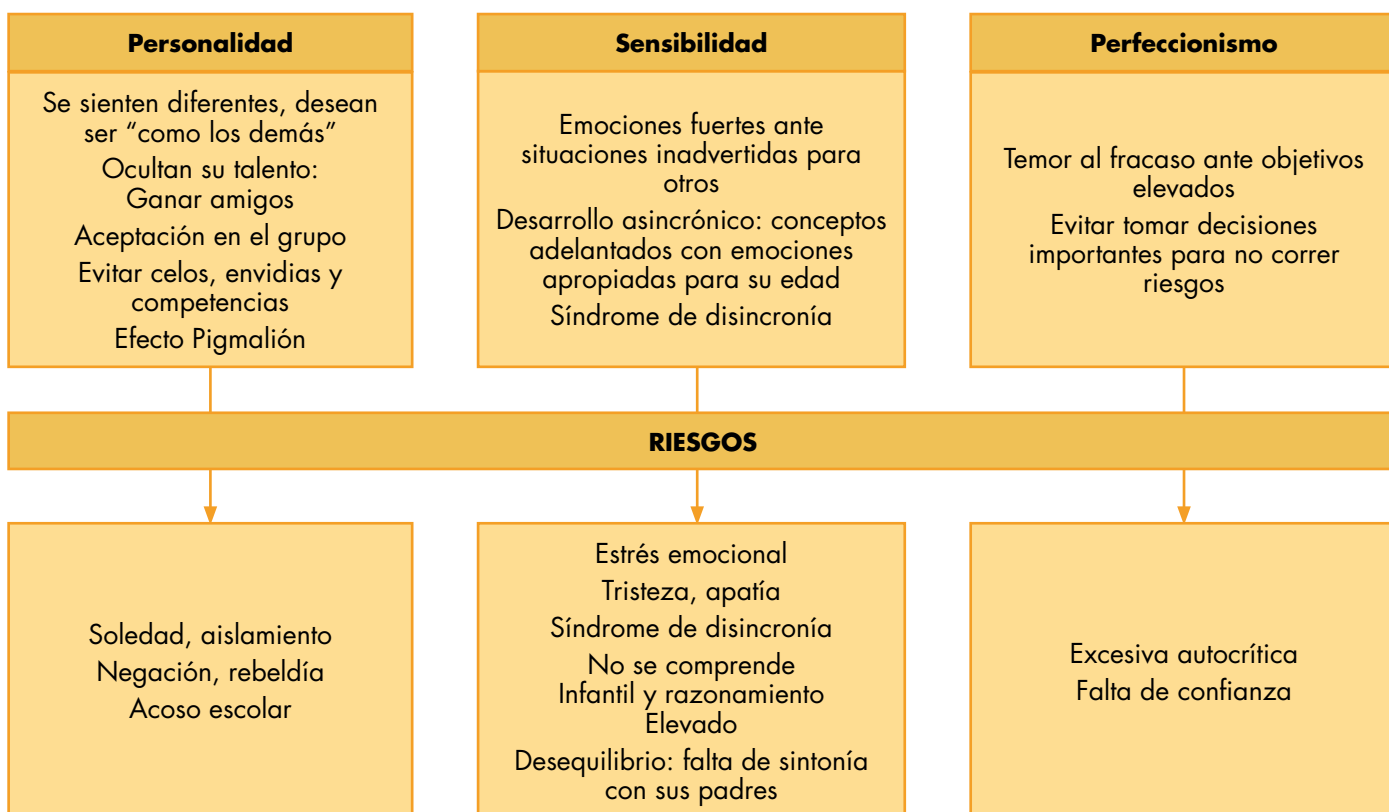 Personalidad
Se sienten diferentes, desean
ser “como los demás”
Ocultan su talento:
Ganar amigos
Aceptación en el grupo
Evitar celos, envidias y
competencias
Efecto Pigmalión
Sensibilidad
Emociones fuertes ante
situaciones inadvertidas para
otros
Desarrollo asincrónico: conceptos
adelantados con emociones
apropiadas para su edad
Síndrome de disincronía
Perfeccionismo
Temor al fracaso ante objetivos
elevados
Evitar tomar decisiones
importantes para no correr
riesgos
RIESGOS
Soledad, aislamiento
Negación, rebeldía
Acoso escolar
Estrés emocional
Tristeza, apatía
Síndrome de disincronía
No se comprende
Infantil y razonamiento
Elevado
Desequilibrio: falta de sintonía
con sus padres
Excesiva autocrítica
Falta de confianza